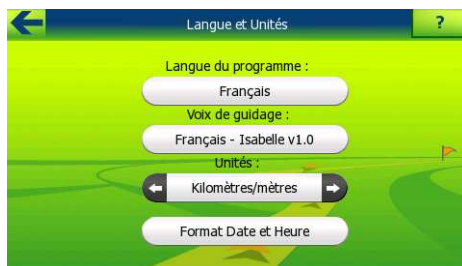 Langue et Unités
?
Langue du programme :
Français
Voix de guidage :
Français - Isabelle v1.0
Unités :
Kilomètres/mètres
Format Date et Heure